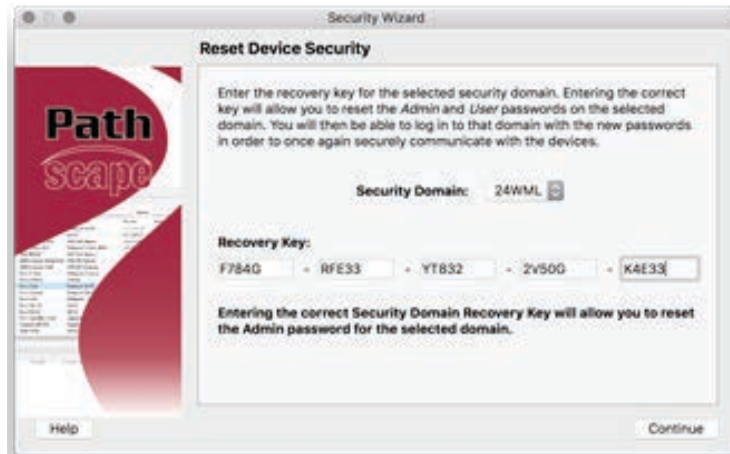 Security Wizard
Reset Device Security
Path
scape
Enter the recovery key for the selected security domain. Entering the correct
key will allow you to reset the Admin and User passwords on the selected
domain. You will then be able to log in to that domain with the new passwords
in order to once again securely communicate with the devices.
Security Domain: 24WML
Recovery Key:
F784G - RFE33 - YT832 - 2V50G - K4E33
Entering the correct Security Domain Recovery Key will allow you to reset
the Admin password for the selected domain.
Help
Continue